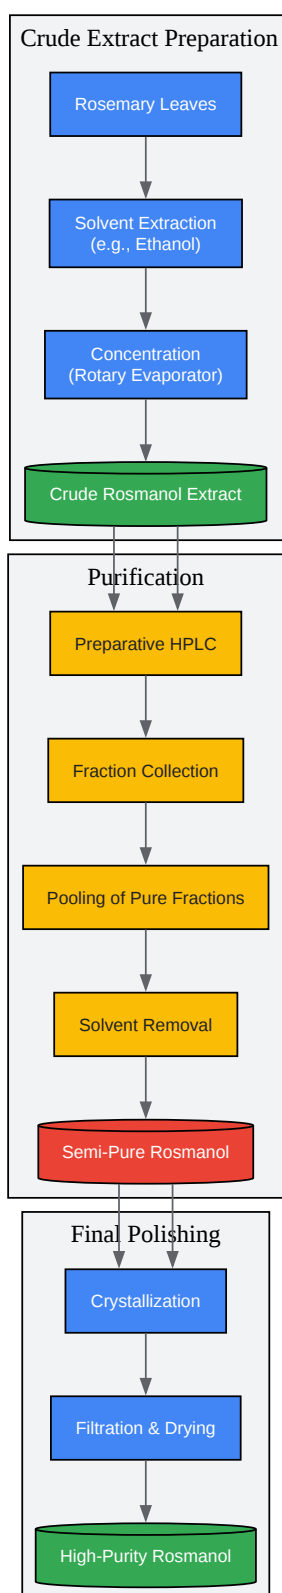 Crude Extract Preparation
Rosemary Leaves
Solvent Extraction
(e.g., Ethanol)
Concentration
(Rotary Evaporator)
Crude Rosmanol Extract
Purification
Preparative HPLC
Fraction Collection
Pooling of Pure Fractions
Solvent Removal
Semi-Pure Rosmanol
Final Polishing
Crystallization
Filtration & Drying
High-Purity Rosmanol